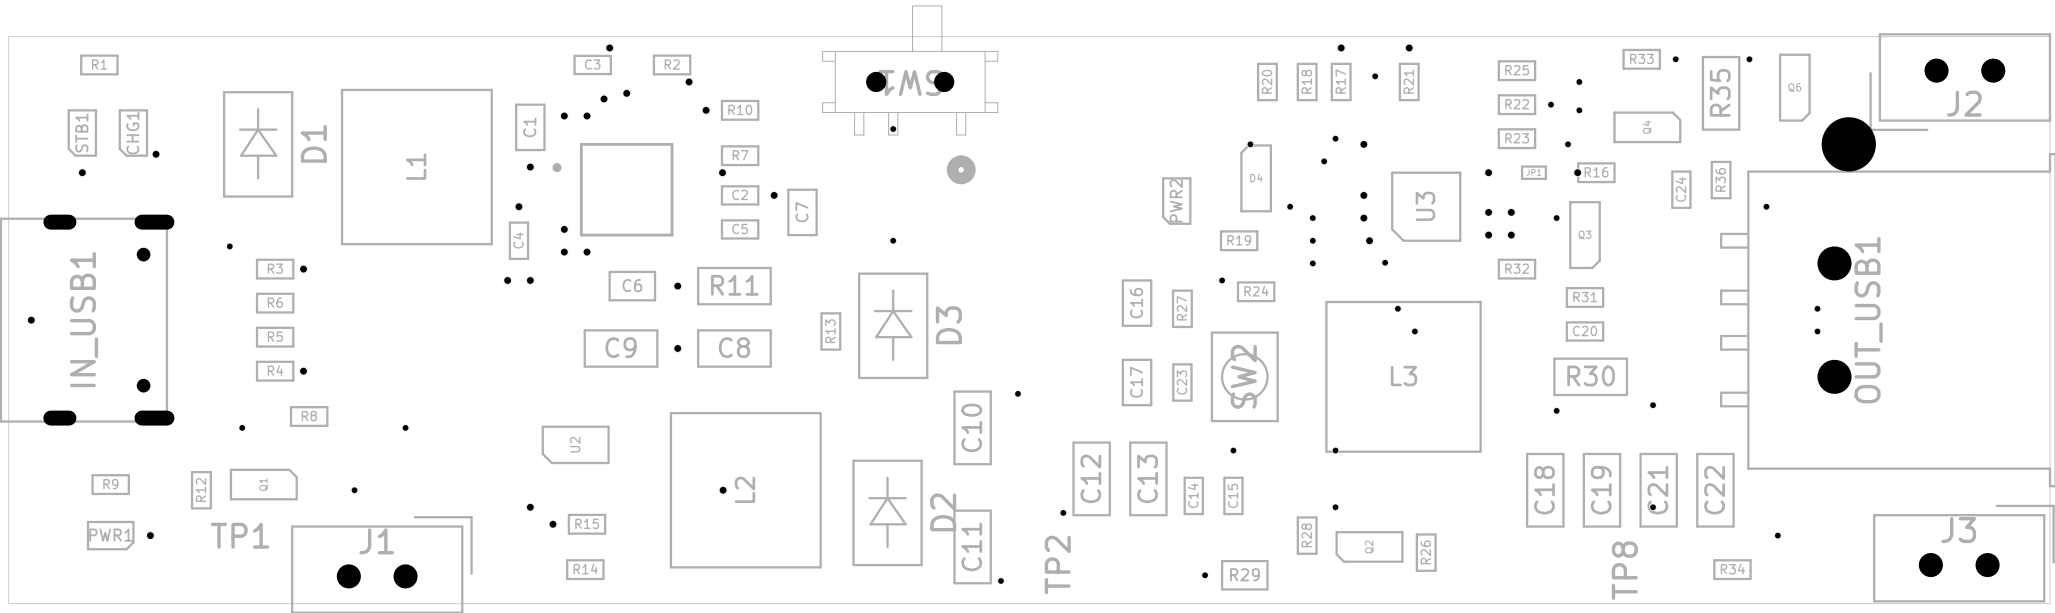 R1
C3
R2
SW1
R20
R18
R17
R21
R25
R33
R35
Q6
J2
STB1
CHG1
D1
L1
C1
R10
R22
R23
Q4
R7
C2
C5
C7
C4
PWR2
D4
R19
U3
JP1
R16
Q3
C24
R36
R3
R6
R5
R4
R8
IN_USB1
C6
R11
C9
C8
R13
D3
C16
R27
R24
C17
C23
SW2
L3
R32
R31
C20
R30
OUT_USB1
R9
R12
Q1
PWR1
TP1
J1
U2
R15
R14
L2
D2
C10
C11
TP2
C12
C13
C14
C15
R29
R28
Q2
R26
C18
C19
C21
C22
TP8
R34
J3